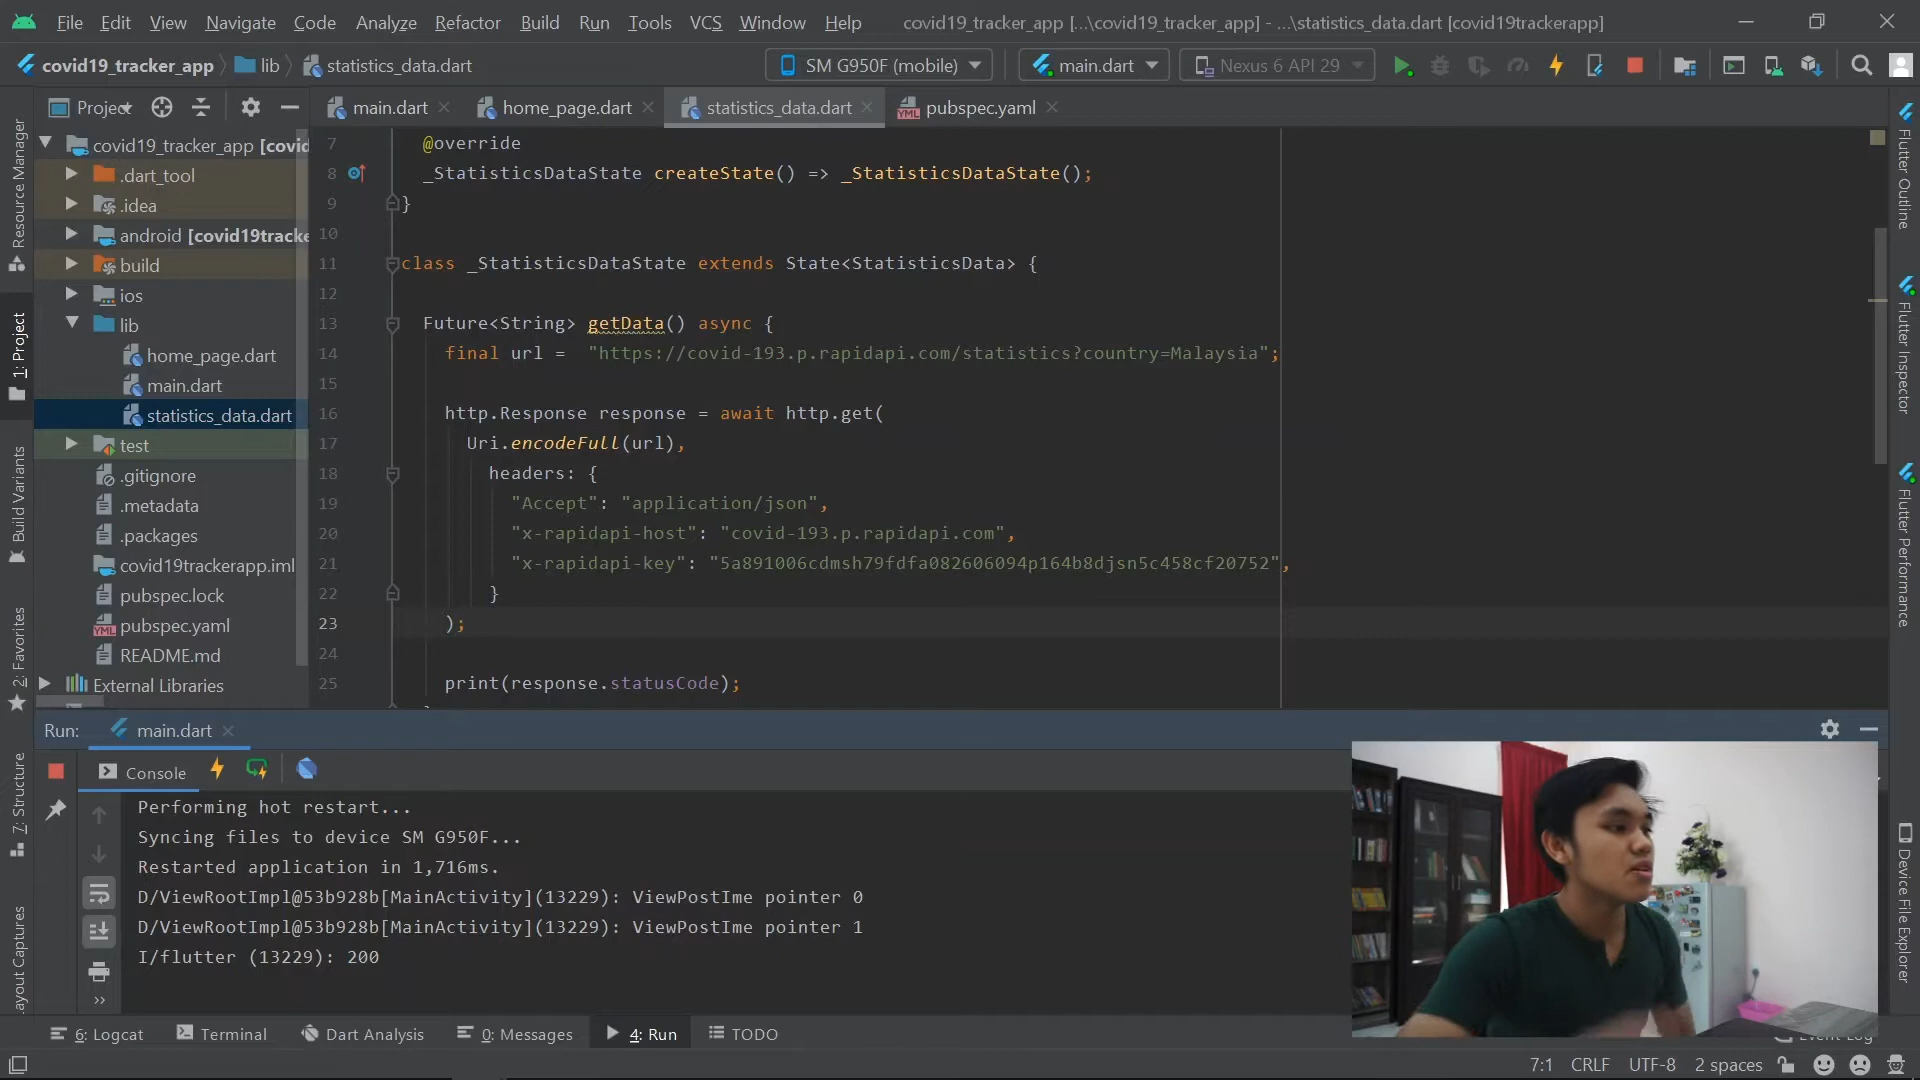 File Edit View Navigate Code Analyze Refactor Build Run Tools VCS Window Help covid19_tracker_app [...\covid19_tracker_app] - ...\statistics_data.dart [covid19trackerapp]
covid19_tracker_app lib statistics_data.dart SM G950F (mobile) main.dart Nexus 6 API 29
Project main.dart home_page.dart statistics_data.dart pubspec.yaml
covid19_tracker_app [covid
.dart_tool
.idea
android [covid19tracke
build
ios
lib
home_page.dart
main.dart
statistics_data.dart
test
.gitignore
.metadata
.packages
covid19trackerapp.iml
pubspec.lock
pubspec.yaml
README.md
External Libraries
7 @override
8 _StatisticsDataState createState() => _StatisticsDataState();
9 }
10
11 class _StatisticsDataState extends State<StatisticsData> {
12
13 Future<String> getData() async {
14 final url = "https://covid-193.p.rapidapi.com/statistics?country=Malaysia";
15
16 http.Response response = await http.get(
17 Uri.encodeFull(url),
18 headers: {
19 "Accept": "application/json",
20 "x-rapidapi-host": "covid-193.p.rapidapi.com",
21 "x-rapidapi-key": "5a891006cdmsh79fdfa082606094p164b8djsn5c458cf20752",
22 }
23 );
24
25 print(response.statusCode);
Resource Manager
1: Project
Build Variants
2: Favorites
7: Structure
ayout Captures
Flutter Outline
Flutter Inspector
Flutter Performance
Device File Explorer
Run: main.dart
Console
Performing hot restart...
Syncing files to device SM G950F...
Restarted application in 1,716ms.
D/ViewRootImpl@53b928b[MainActivity](13229): ViewPostIme pointer 0
D/ViewRootImpl@53b928b[MainActivity](13229): ViewPostIme pointer 1
I/flutter (13229): 200
6: Logcat Terminal Dart Analysis 0: Messages 4: Run TODO Event Log
7:1 CRLF UTF-8 2 spaces